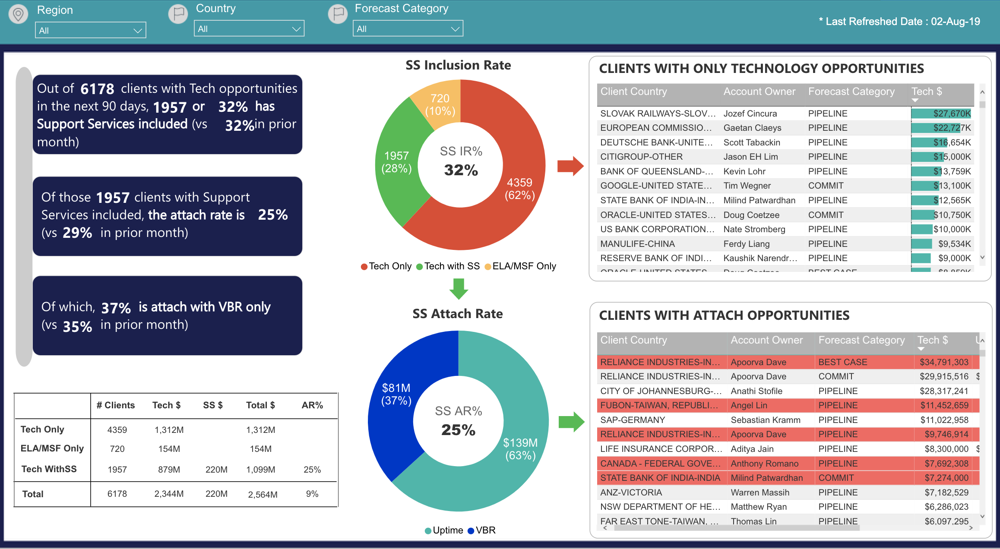 Region
All
Country
All
Forecast Category
All
* Last Refreshed Date : 02-Aug-19
Out of 6178 clients with Tech opportunities
in the next 90 days, 1957 or 32% has
Support Services included (vs 32% in prior
month)
Of those 1957 clients with Support
Services included, the attach rate is 25%
(vs 29% in prior month)
Of which, 37% is attach with VBR only
(vs 35% in prior month)
# Clients Tech $ SS $ Total $ AR%
Tech Only 4359 1,312M 1,312M
ELA/MSF Only 720 154M 154M
Tech WithSS 1957 879M 220M 1,099M 25%
Total 6178 2,344M 220M 2,564M 9%
SS Inclusion Rate
720
(10%)
1957
(28%)
SS IR%
32%
4359
(62%)
Tech Only Tech with SS ELA/MSF Only
SS Attach Rate
$81M
(37%)
SS AR%
25%
$139M
(63%)
Uptime VBR
CLIENTS WITH ONLY TECHNOLOGY OPPORTUNITIES
Client Country Account Owner Forecast Category Tech $
SLOVAK RAILWAYS-SLOV... Jozef Cincura PIPELINE $27,670K
EUROPEAN COMMISSIO... Gaetan Claeys PIPELINE $22,727K
DEUTSCHE BANK-UNITE... Scott Tabackin PIPELINE $16,654K
CITIGROUP-OTHER Jason EH Lim PIPELINE $15,000K
BANK OF QUEENSLAND-... Kevin Lohr PIPELINE $13,759K
GOOGLE-UNITED STATE... Tim Wegner COMMIT $13,100K
STATE BANK OF INDIA-IN... Milind Patwardhan PIPELINE $12,565K
ORACLE-UNITED STATES... Doug Coetzee COMMIT $10,750K
US BANK CORPORATION... Nate Stromberg PIPELINE $10,000K
MANULIFE-CHINA Ferdy Liang PIPELINE $9,534K
RESERVE BANK OF INDI... Kaushik Narendr... PIPELINE $9,000K
ORACLE-UNITED STATES... Doug Coetzee BEST CASE $8,859K
CLIENTS WITH ATTACH OPPORTUNITIES
Client Country Account Owner Forecast Category Tech $
RELIANCE INDUSTRIES-IN... Apoorva Dave BEST CASE $34,791,303
RELIANCE INDUSTRIES-IN... Apoorva Dave COMMIT $29,915,516 $
CITY OF JOHANNESBURG-... Anathi Stofile PIPELINE $28,317,241
FUBON-TAIWAN, REPUBLI... Angel Lin PIPELINE $11,452,659
SAP-GERMANY Sebastian Kramm PIPELINE $11,022,958
RELIANCE INDUSTRIES-IN... Apoorva Dave PIPELINE $9,746,914
LIFE INSURANCE CORPOR... Aditya Jain PIPELINE $8,300,000 $
CANADA - FEDERAL GOVE... Anthony Romano PIPELINE $7,692,308
STATE BANK OF INDIA-INDIA Milind Patwardhan COMMIT $7,274,000
ANZ-VICTORIA Warren Massih PIPELINE $7,182,529
NSW DEPARTMENT OF HE... Matthew Ryan PIPELINE $6,286,023
FAR EAST TONE-TAIWAN, ... Thomas Lin PIPELINE $6,097,295